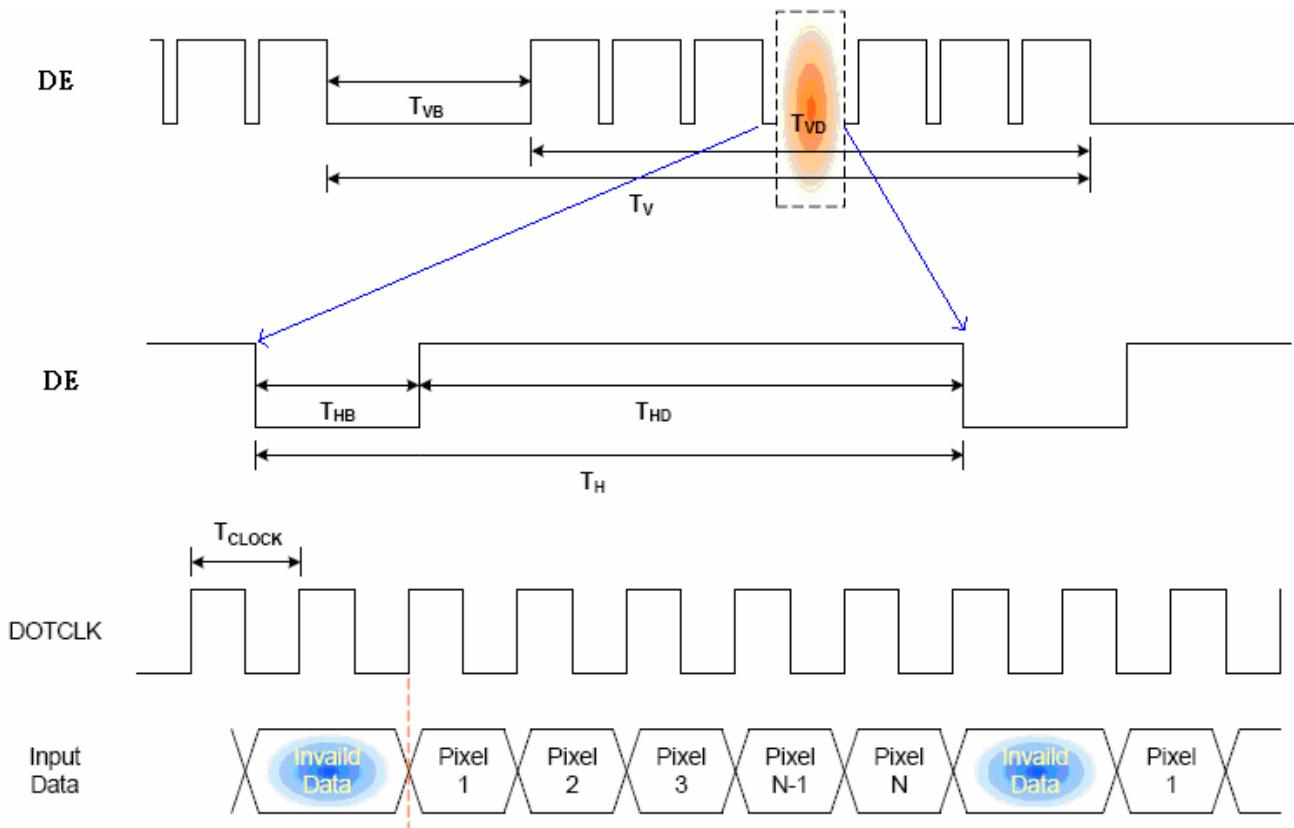 DE
TVB
TVD
TV
DE
THB
THD
TH
TCLOCK
DOTCLK
Input
Data
Invaild
Data
Pixel
1
Pixel
2
Pixel
3
Pixel
N-1
Pixel
N
Invaild
Data
Pixel
1